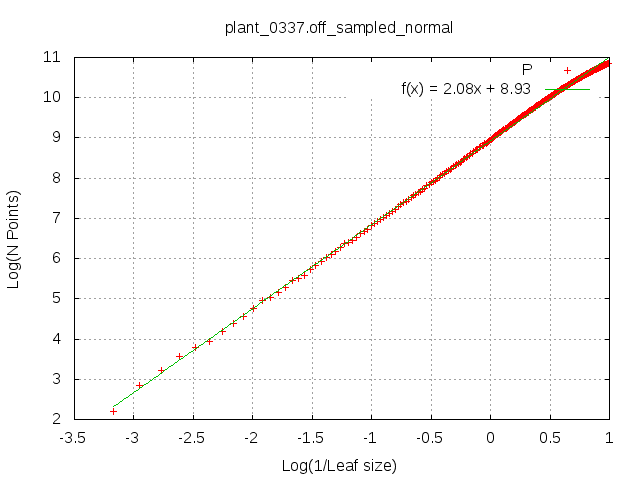 plant_0337.off_sampled_normal
11
10
9
8
7
6
5
4
3
2
Log(N Points)
P
f(x) = 2.08x + 8.93
-3.5 -3 -2.5 -2 -1.5 -1 -0.5 0 0.5 1
Log(1/Leaf size)